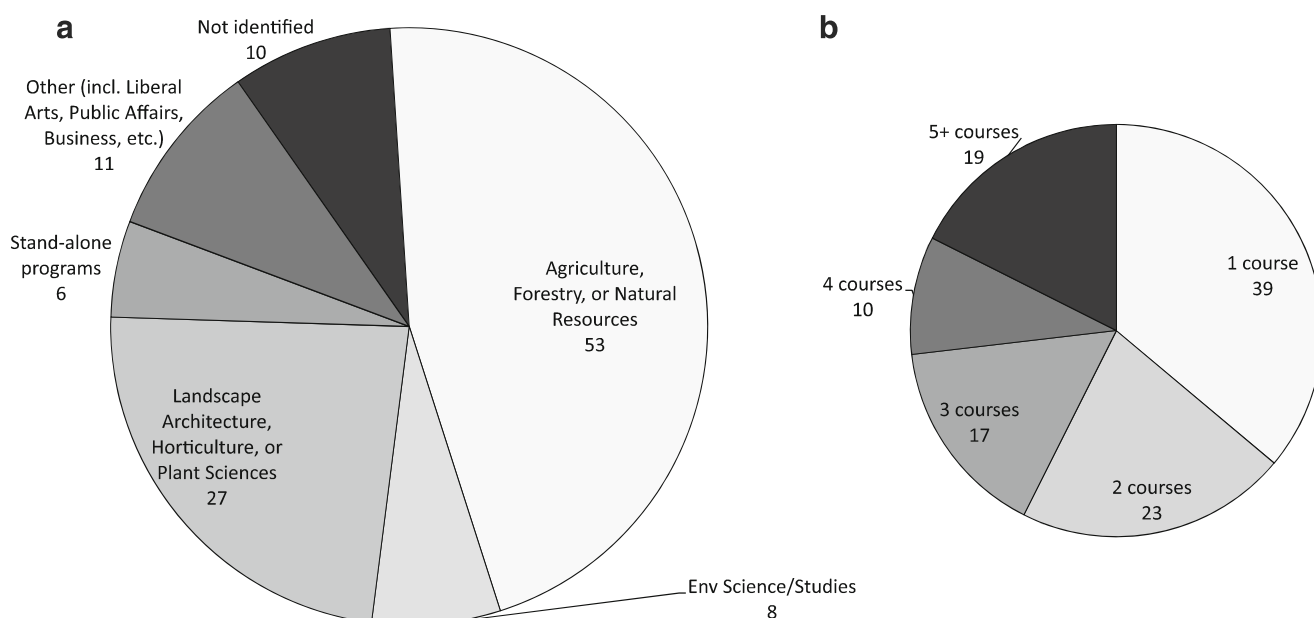 a
Not identified
10
Other (incl. Liberal
Arts, Public Affairs,
Business, etc.)
11
Stand-alone
programs
6
Landscape
Architecture,
Horticulture, or
Plant Sciences
27
Agriculture,
Forestry, or Natural
Resources
53
Env Science/Studies
8
b
5+ courses
19
4 courses
10
3 courses
17
2 courses
23
1 course
39